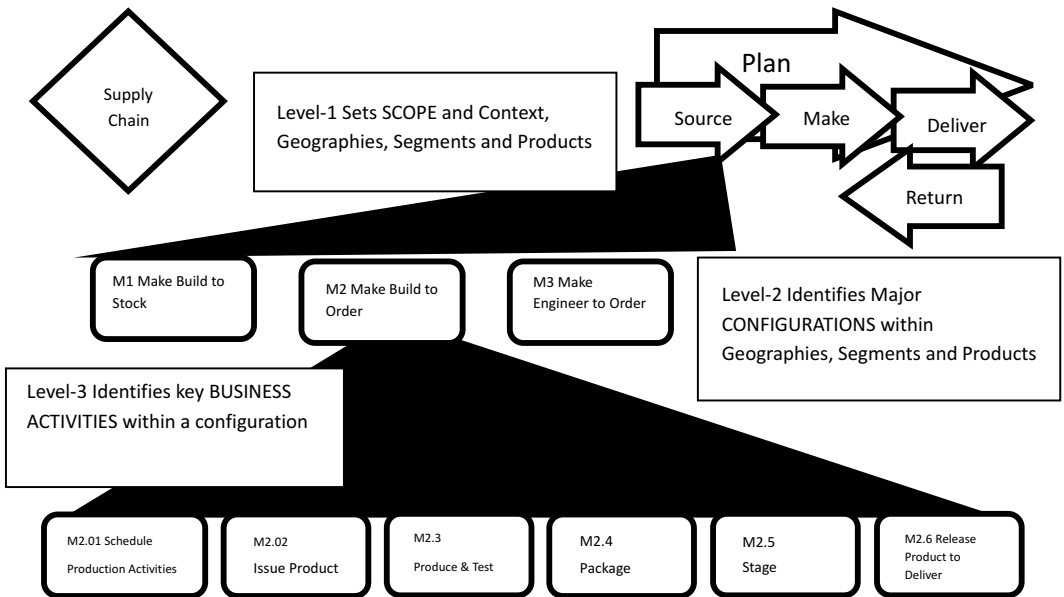 Supply
Chain
Level-1 Sets SCOPE and Context,
Geographies, Segments and Products
Plan
Source
Make
Deliver
Return
M1 Make Build to
Stock
M2 Make Build to
Order
M3 Make
Engineer to Order
Level-2 Identifies Major
CONFIGURATIONS within
Geographies, Segments and Products
Level-3 Identifies key BUSINESS
ACTIVITIES within a configuration
M2.01 Schedule
Production Activities
M2.02
Issue Product
M2.3
Produce & Test
M2.4
Package
M2.5
Stage
M2.6 Release
Product to
Deliver